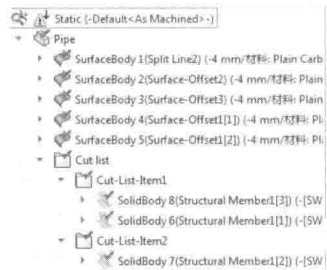 Static (-Default<As Machined>-)
Pipe
SurfaceBody 1(Split Line2) (-4 mm/材料: Plain Carb
SurfaceBody 2(Surface-Offset2) (-4 mm/材料: Plain
SurfaceBody 3(Surface-Offset3) (-4 mm/材料: Plain
SurfaceBody 4(Surface-Offset1[1]) (-4 mm/材料: Pl
SurfaceBody 5(Surface-Offset1[2]) (-4 mm/材料: Pl
Cut list
Cut-List-Item1
SolidBody 8(Structural Member1[3]) (-[SW
SolidBody 6(Structural Member1[1]) (-[SW
Cut-List-Item2
SolidBody 7(Structural Member1[2]) (-[SW